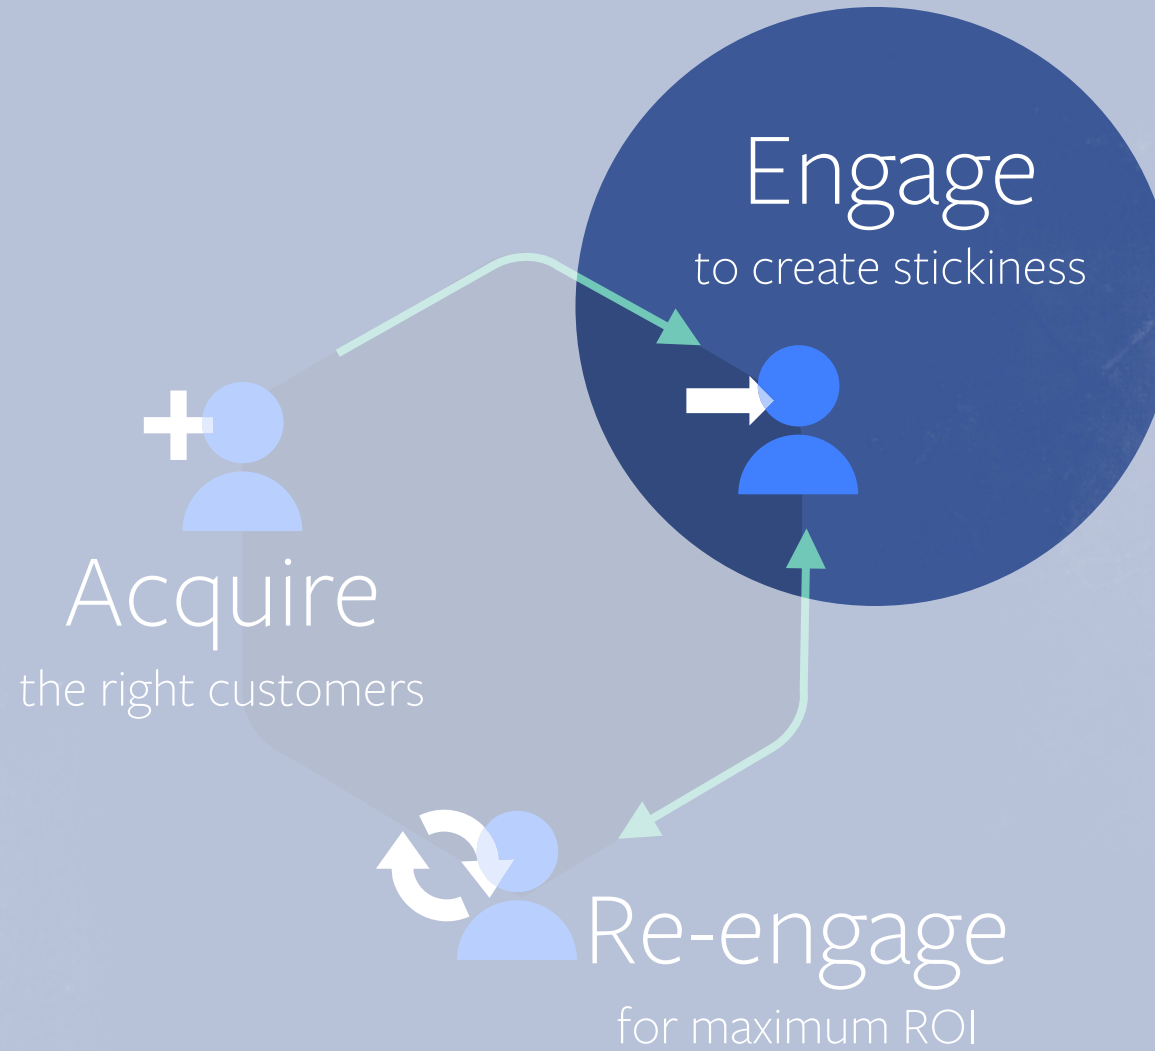 Engage
to create stickiness
Acquire
the right customers
Re-engage
for maximum ROI